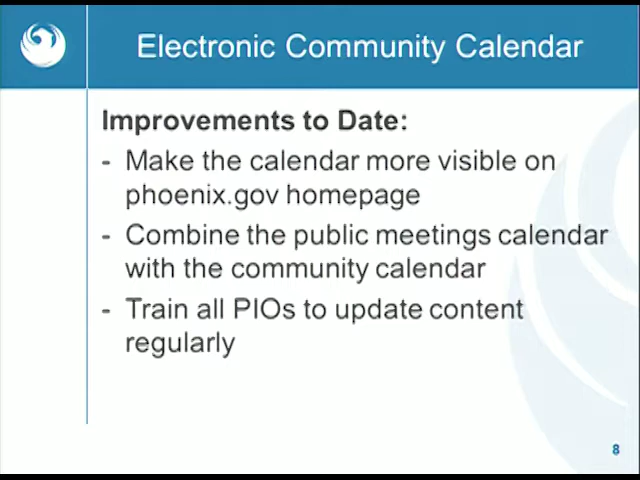 Electronic Community Calendar
Improvements to Date:
- Make the calendar more visible on
phoenix.gov homepage
- Combine the public meetings calendar
with the community calendar
- Train all PIOs to update content
regularly
8